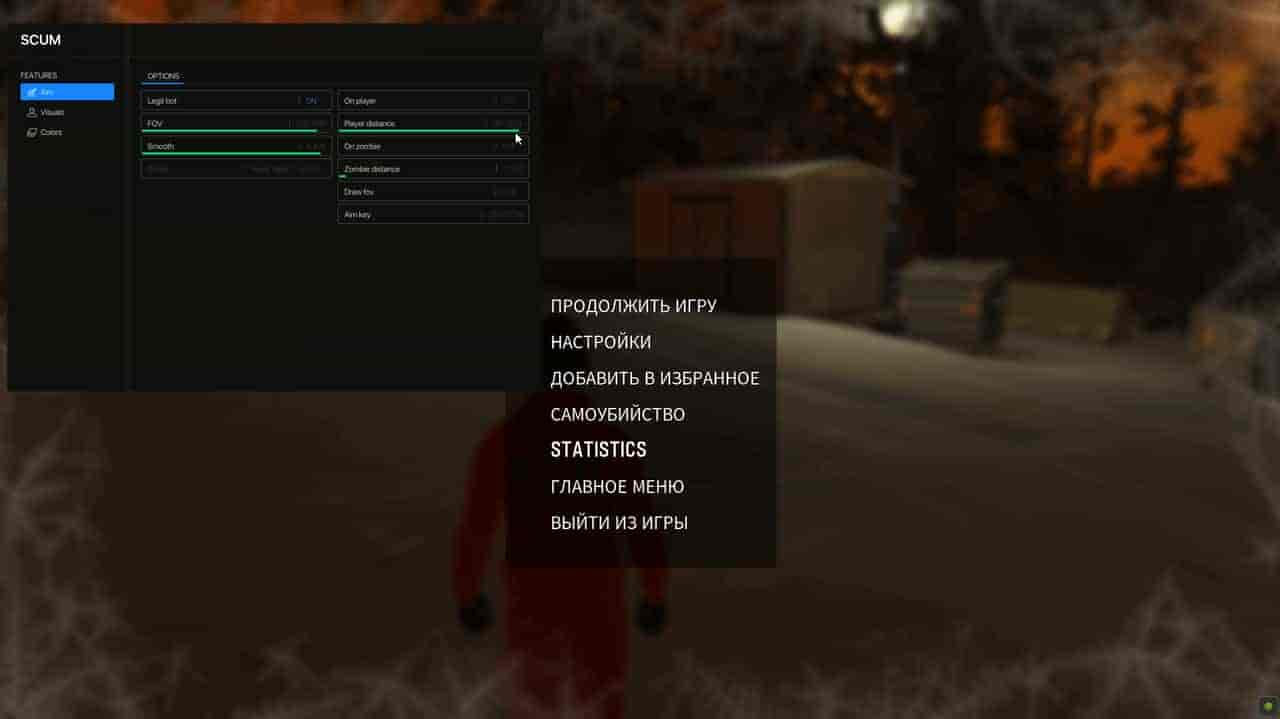 SCUM
FEATURES
Aim
Visuals
Colors
OPTIONS
Legit bot ON
FOV
Smooth
On player
Player distance
On zombie
Zombie distance
Draw fov
Aim key
ПРОДОЛЖИТЬ ИГРУ
НАСТРОЙКИ
ДОБАВИТЬ В ИЗБРАННОЕ
САМОУБИЙСТВО
STATISTICS
ГЛАВНОЕ МЕНЮ
ВЫЙТИ ИЗ ИГРЫ